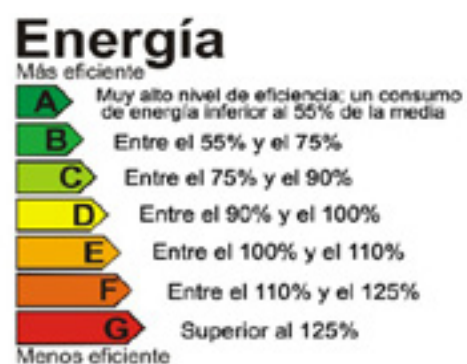 Energía
Más eficiente
A Muy alto nivel de eficiencia; un consumo
de energía inferior al 55% de la media
B Entre el 55% y el 75%
C Entre el 75% y el 90%
D Entre el 90% y el 100%
E Entre el 100% y el 110%
F Entre el 110% y el 125%
G Superior al 125%
Menos eficiente